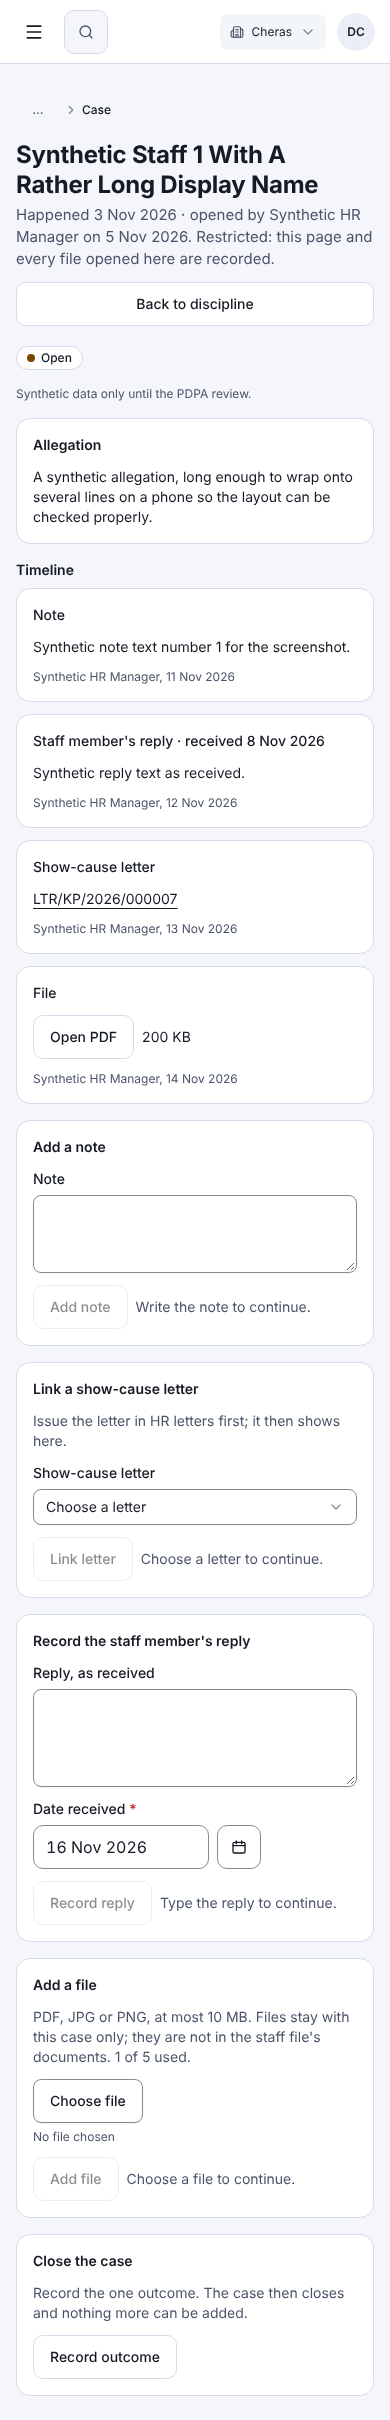 Cheras
DC
...
Case
Synthetic Staff 1 With A
Rather Long Display Name
Happened 3 Nov 2026 · opened by Synthetic HR
Manager on 5 Nov 2026. Restricted: this page and
every file opened here are recorded.
Back to discipline
Open
Synthetic data only until the PDPA review.
Allegation
A synthetic allegation, long enough to wrap onto
several lines on a phone so the layout can be
checked properly.
Timeline
Note
Synthetic note text number 1 for the screenshot.
Synthetic HR Manager, 11 Nov 2026
Staff member's reply · received 8 Nov 2026
Synthetic reply text as received.
Synthetic HR Manager, 12 Nov 2026
Show-cause letter
LTR/KP/2026/000007
Synthetic HR Manager, 13 Nov 2026
File
Open PDF 200 KB
Synthetic HR Manager, 14 Nov 2026
Add a note
Note
Add note Write the note to continue.
Link a show-cause letter
Issue the letter in HR letters first; it then shows
here.
Show-cause letter
Choose a letter
Link letter Choose a letter to continue.
Record the staff member's reply
Reply, as received
Date received *
16 Nov 2026
Record reply Type the reply to continue.
Add a file
PDF, JPG or PNG, at most 10 MB. Files stay with
this case only; they are not in the staff file's
documents. 1 of 5 used.
Choose file
No file chosen
Add file Choose a file to continue.
Close the case
Record the one outcome. The case then closes
and nothing more can be added.
Record outcome